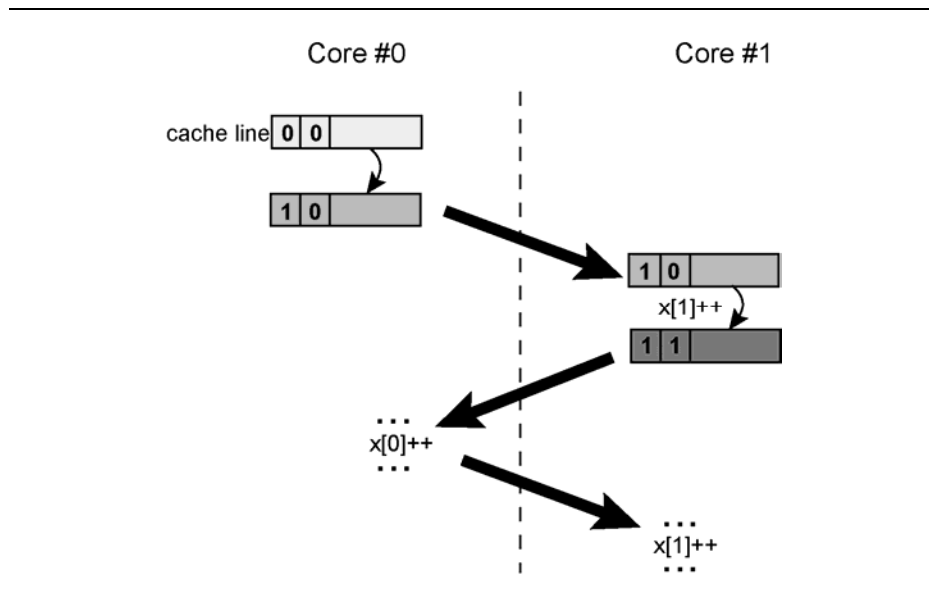 Core #0
Core #1
cache line 0 0
1 0
1 0
x[1]++
1 1
...
x[0]++
...
...
x[1]++
...